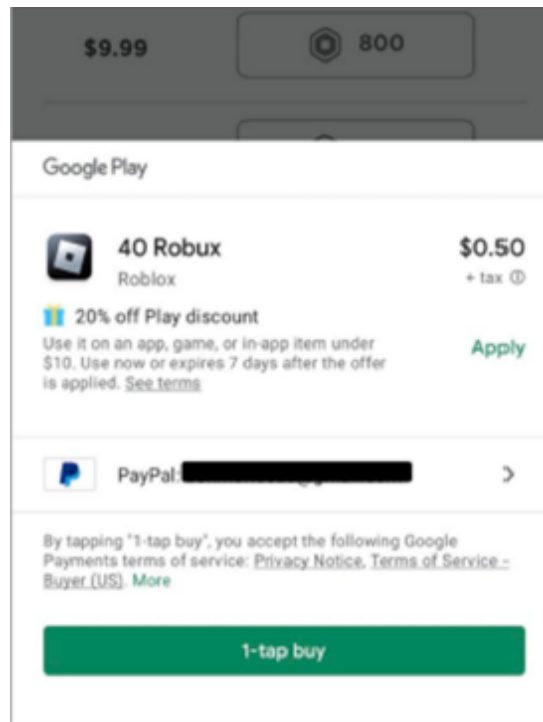 $9.99
800
Google Play
40 Robux
$0.50
Roblox
+ tax
20% off Play discount
Use it on an app, game, or in-app item under
$10. Use now or expires 7 days after the offer
is applied. See terms
Apply
PayPal:
By tapping "1-tap buy", you accept the following Google
Payments terms of service: Privacy Notice, Terms of Service –
Buyer (US). More
1-tap buy